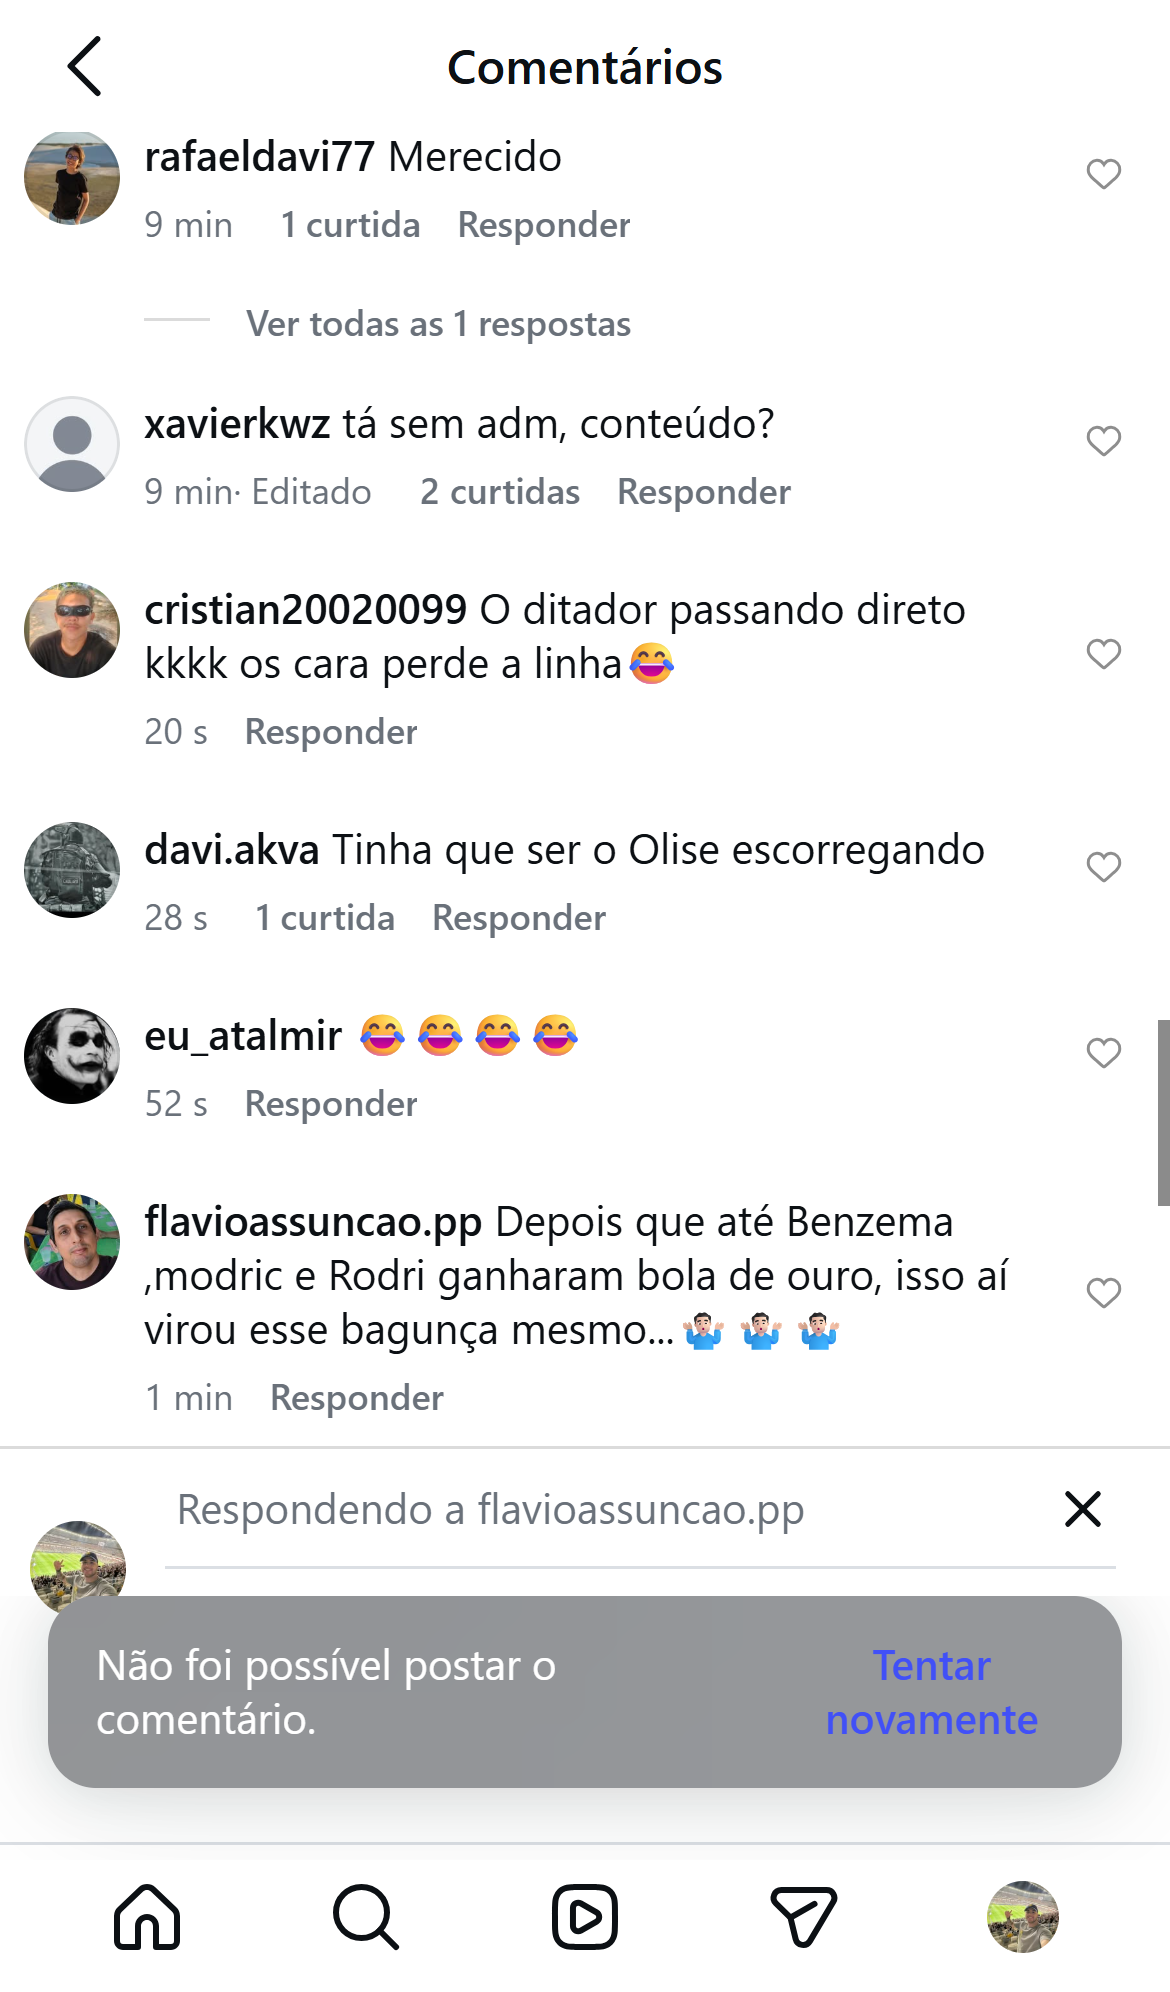 Comentários
rafaeldavi77 Merecido
9 min 1 curtida Responder
Ver todas as 1 respostas
xavierkwz tá sem adm, conteúdo?
9 min· Editado 2 curtidas Responder
cristian20020099 O ditador passando direto
kkkk os cara perde a linha😂
20 s Responder
davi.akva Tinha que ser o Olise escorregando
28 s 1 curtida Responder
eu_atalmir 😂😂😂😂
52 s Responder
flavioassuncao.pp Depois que até Benzema
,modric e Rodri ganharam bola de ouro, isso aí
virou esse bagunça mesmo...🤷🏻‍♂️🤷🏻‍♂️🤷🏻‍♂️
1 min Responder
Respondendo a flavioassuncao.pp
Não foi possível postar o
comentário.
Tentar
novamente